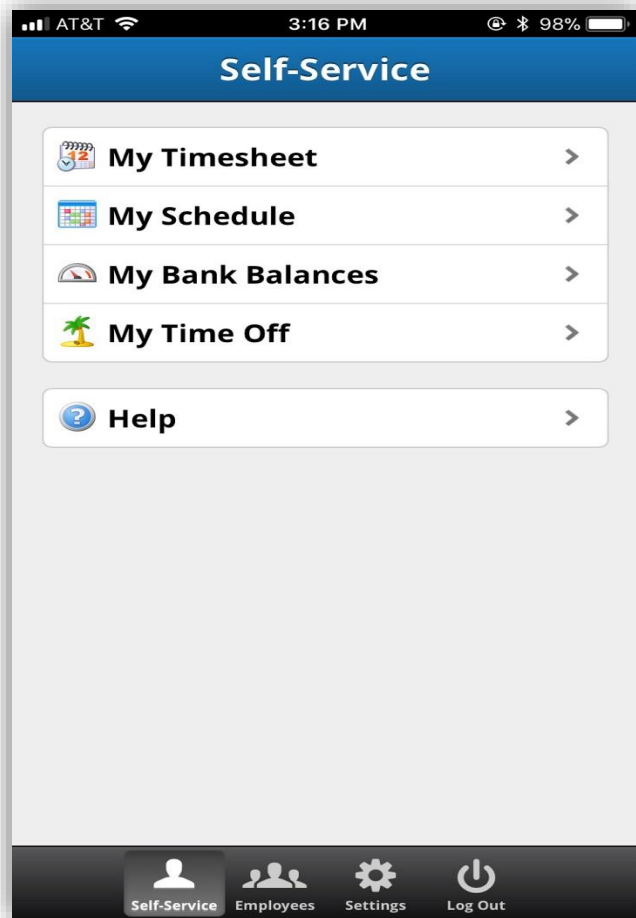 AT&T 3:16 PM 98%
Self-Service
12
My Timesheet
My Schedule
My Bank Balances
My Time Off
? Help
Self-Service Employees Settings Log Out